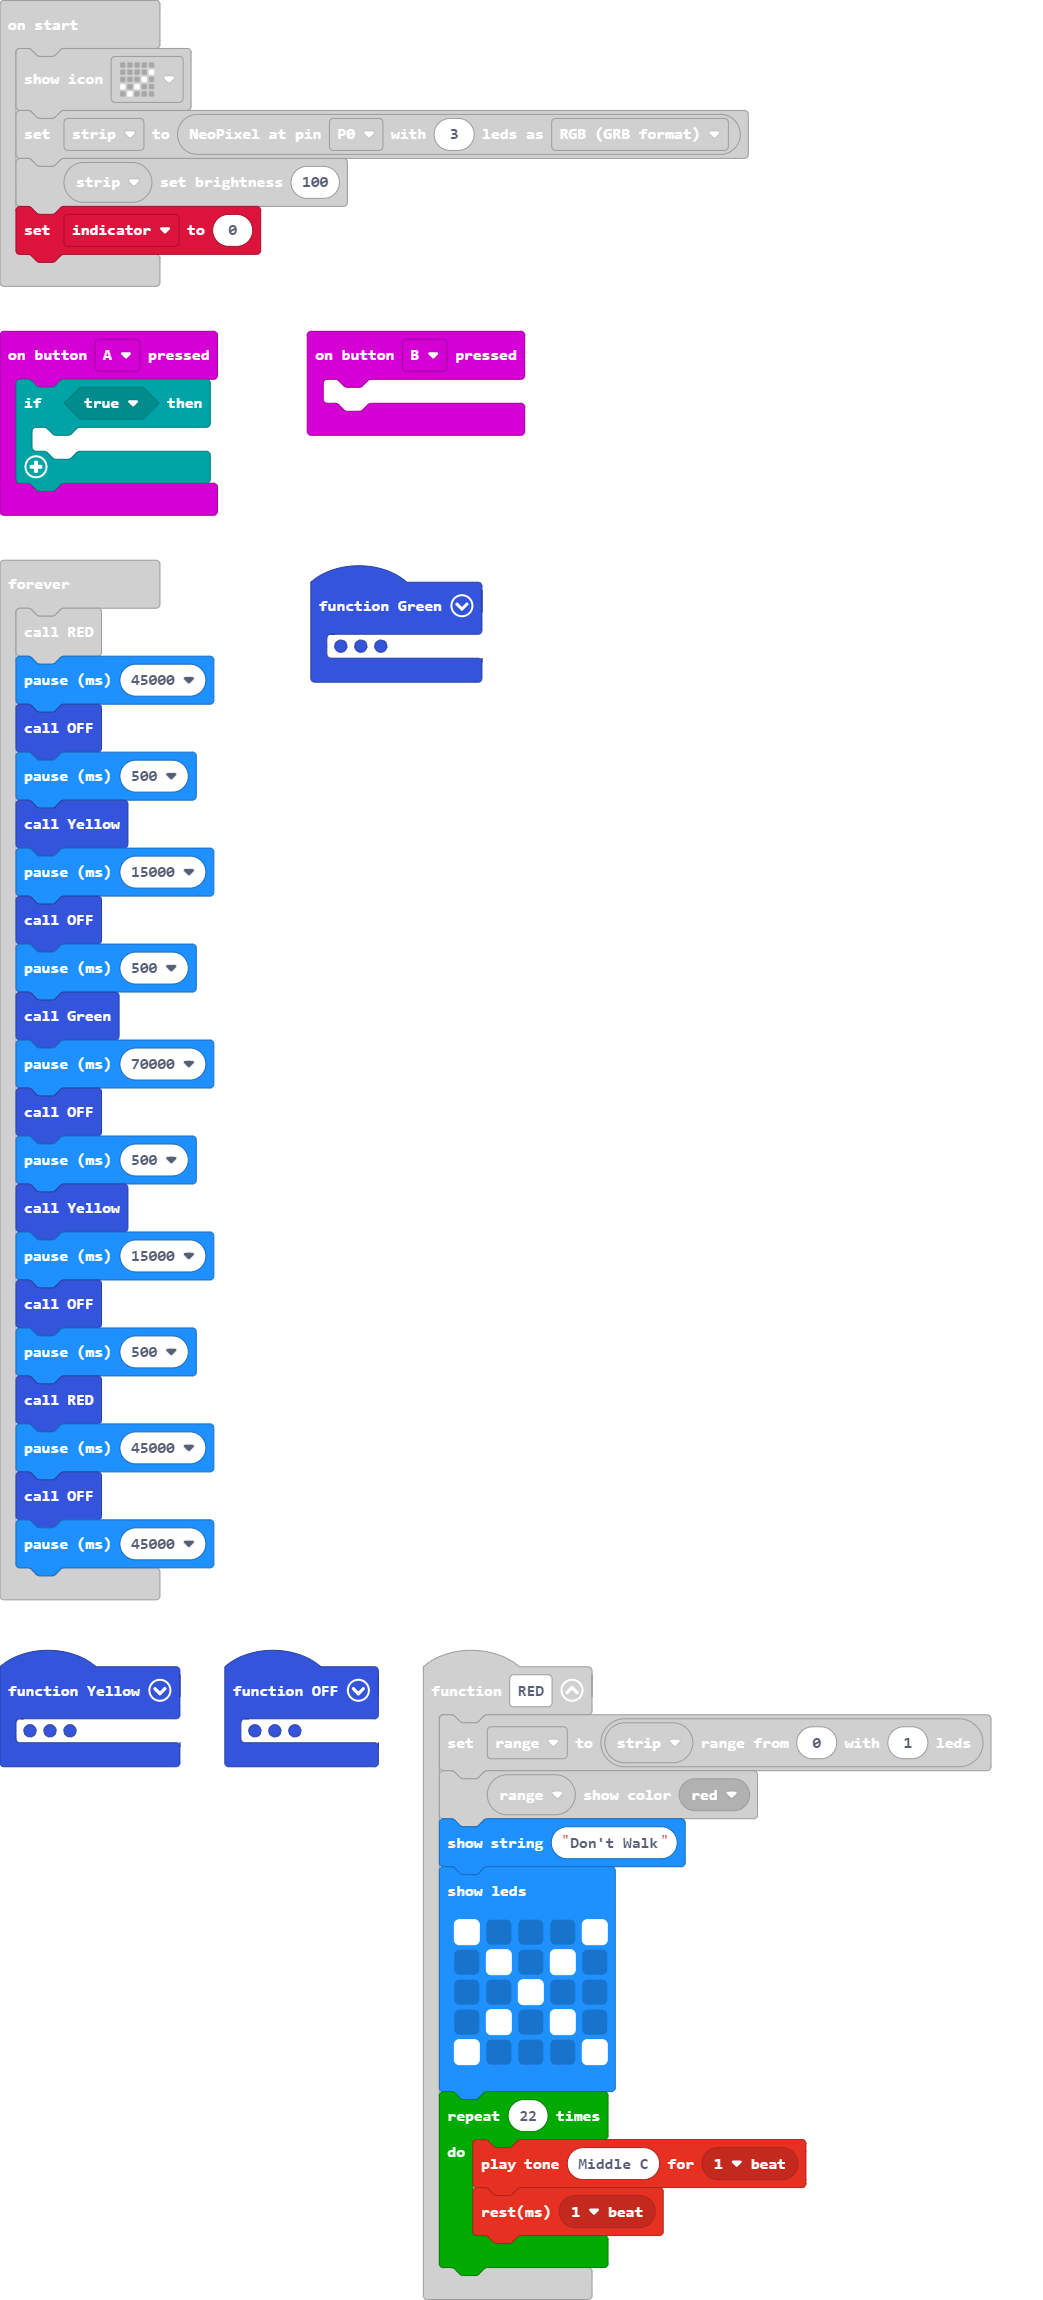 on start
show icon
set strip to NeoPixel at pin P0 with 3 leds as RGB (GRB format)
strip set brightness 100
set indicator to 0
on button A pressed
if true then
on button B pressed
forever
call RED
pause (ms) 45000
call OFF
pause (ms) 500
call Yellow
pause (ms) 15000
call OFF
pause (ms) 500
call Green
pause (ms) 70000
call OFF
pause (ms) 500
call Yellow
pause (ms) 15000
call OFF
pause (ms) 500
call RED
pause (ms) 45000
call OFF
pause (ms) 45000
function Green
function Yellow
function OFF
function RED
set range to strip range from 0 with 1 leds
range show color red
show string "Don't Walk"
show leds
repeat 22 times
do
play tone Middle C for 1 beat
rest(ms) 1 beat